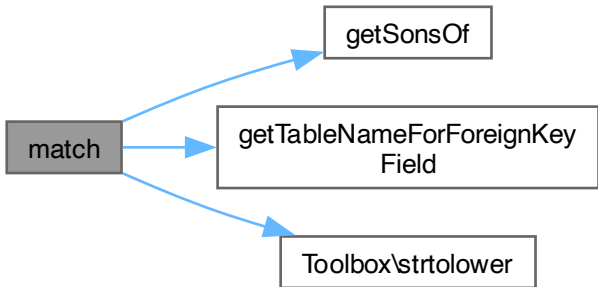 getSonsOf
match
getTableNameForForeignKey
Field
Toolbox\strtolower